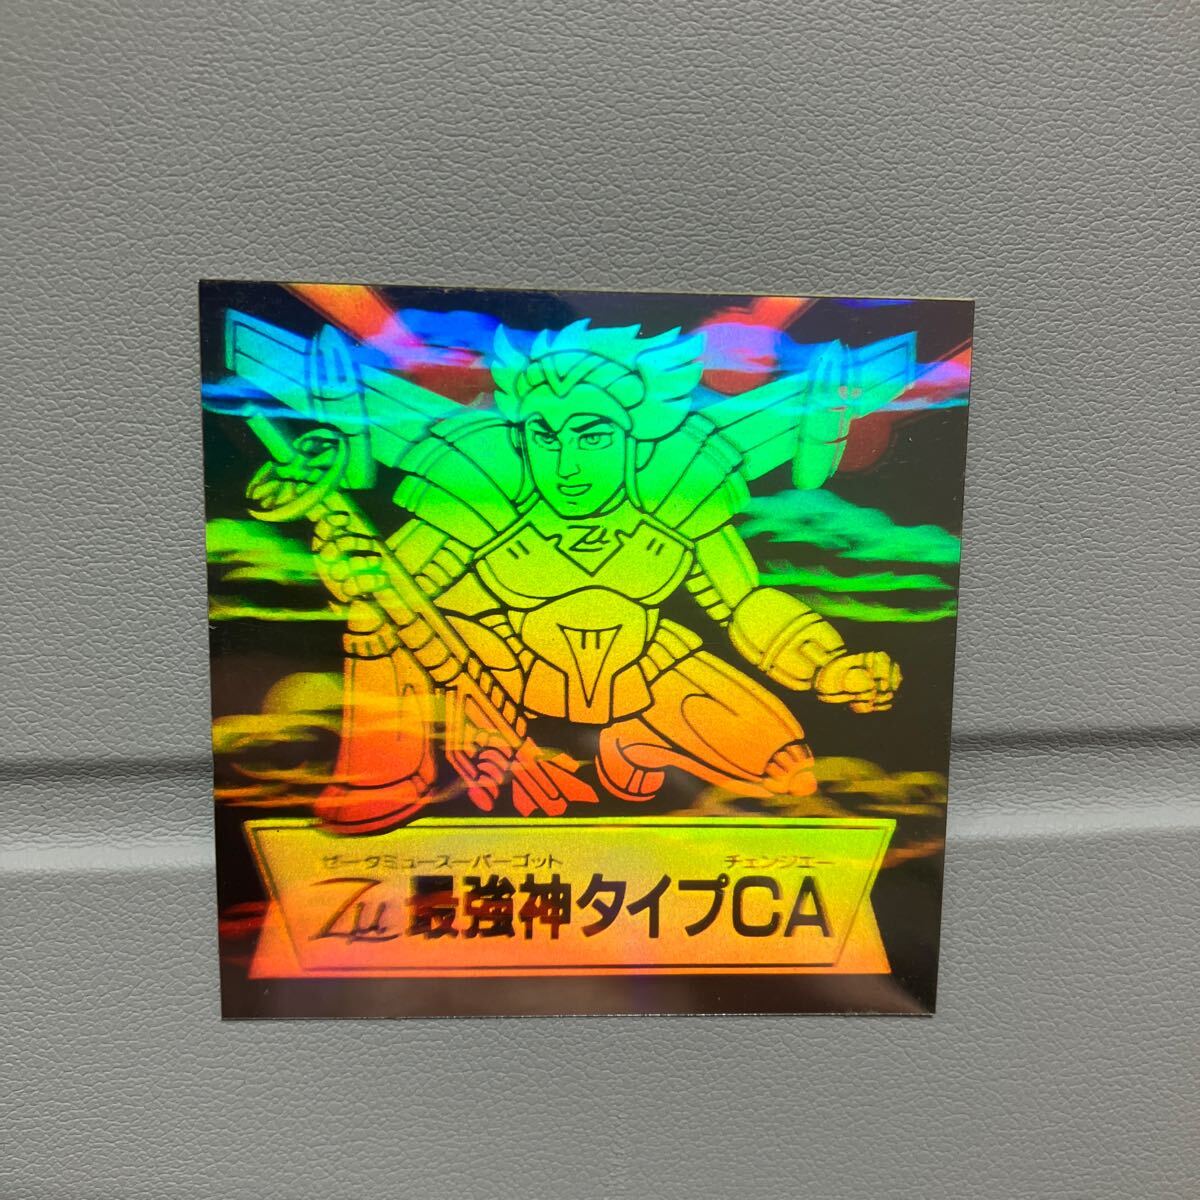 Zμ
ゼータミュースーパーゴット チェンジエー
Zμ最強神タイプCA